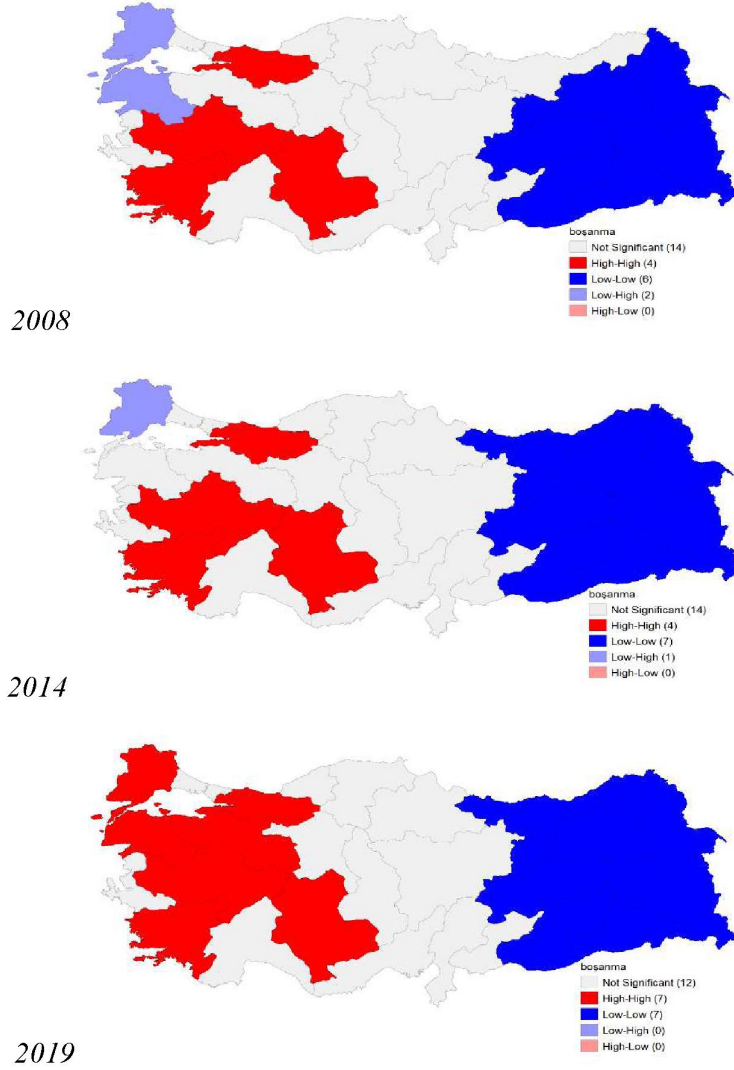 boşanma
Not Significant (14)
High-High (4)
Low-Low (6)
Low-High (2)
High-Low (0)
2008
boşanma
Not Significant (14)
High-High (4)
Low-Low (7)
Low-High (1)
High-Low (0)
2014
boşanma
Not Significant (12)
High-High (7)
Low-Low (7)
Low-High (0)
High-Low (0)
2019